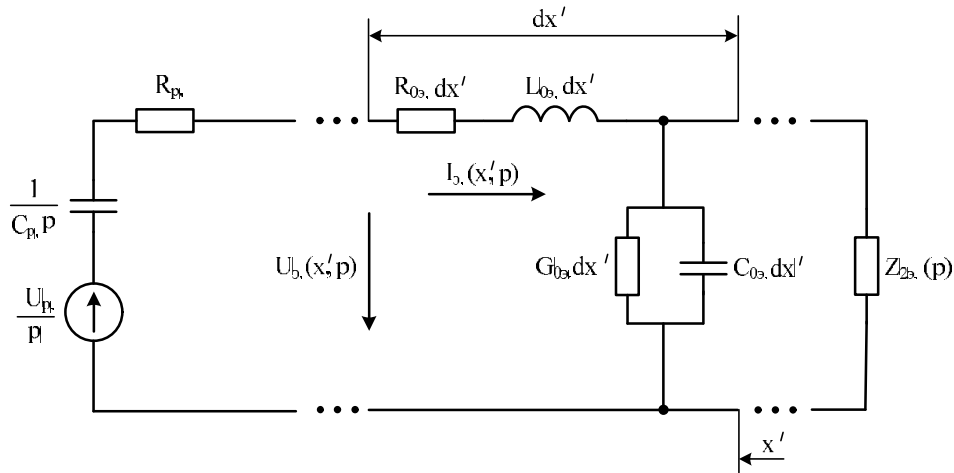 dx′
Rр,
R0э, dx′
L0э, dx′
Iэ, (x′, p)
1
Cр, p
Uэ, (x′, p)
G0э, dx′
C0э, dx′
Z2э, (p)
Uр,
p
x′